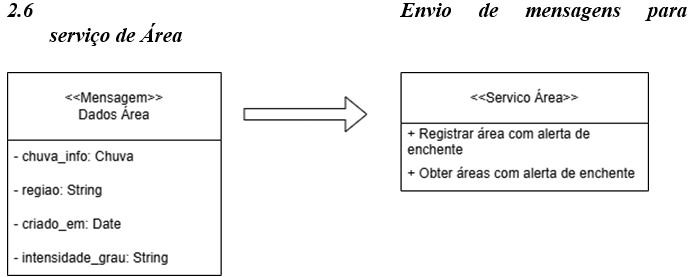 2.6 Envio de mensagens para
serviço de Área
<<Mensagem>>
Dados Área
- chuva_info: Chuva
- regiao: String
- criado_em: Date
- intensidade_grau: String
<<Servico Área>>
+ Registrar área com alerta de
enchente
+ Obter áreas com alerta de enchente